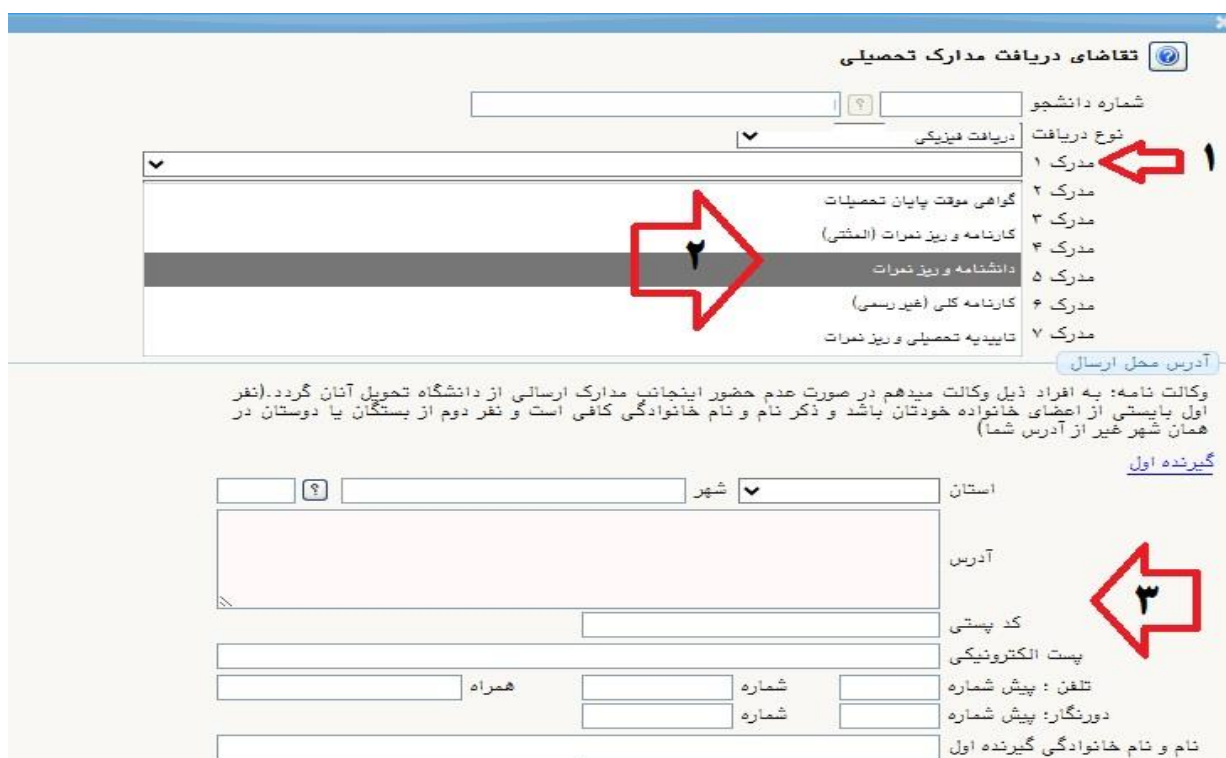 تقاضای دریافت مدارک تحصیلی
شماره دانشجو ؟
نوع دریافت دریافت فیزیکی
مدرک ۱ ۱
مدرک ۲ گواهی موقت پایان تحصیلات
مدرک ۳
کارنامه و ریز نمرات (المثنی)
مدرک ۴
دانشنامه و ریز نمرات ۲
مدرک ۵
مدرک ۶ کارنامه کلی (غیر رسمی)
مدرک ۷ تاییدیه تحصیلی و ریز نمرات
آدرس محل ارسال
وکالت نامه: به افراد ذیل وکالت میدهم در صورت عدم حضور اینجانب مدارک ارسالی از دانشگاه تحویل آنان گردد.(نفر
اول بایستی از اعضای خانواده خودتان باشد و ذکر نام و نام خانوادگی کافی است و نفر دوم از بستگان یا دوستان در
همان شهر غیر از آدرس شما)
گیرنده اول
استان شهر ؟
آدرس
۳
کد پستی
پست الکترونیکی
تلفن : پیش شماره شماره همراه
دورنگار: پیش شماره شماره
نام و نام خانوادگی گیرنده اول